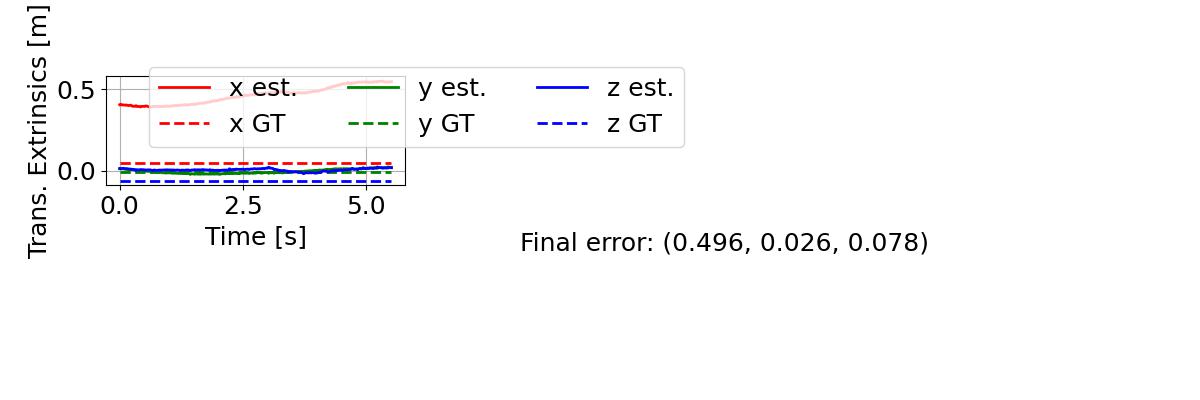 Trans. Extrinsics [m]
0.5
0.0
x est. y est. z est.
x GT y GT z GT
0.0 2.5 5.0
Time [s]
Final error: (0.496, 0.026, 0.078)